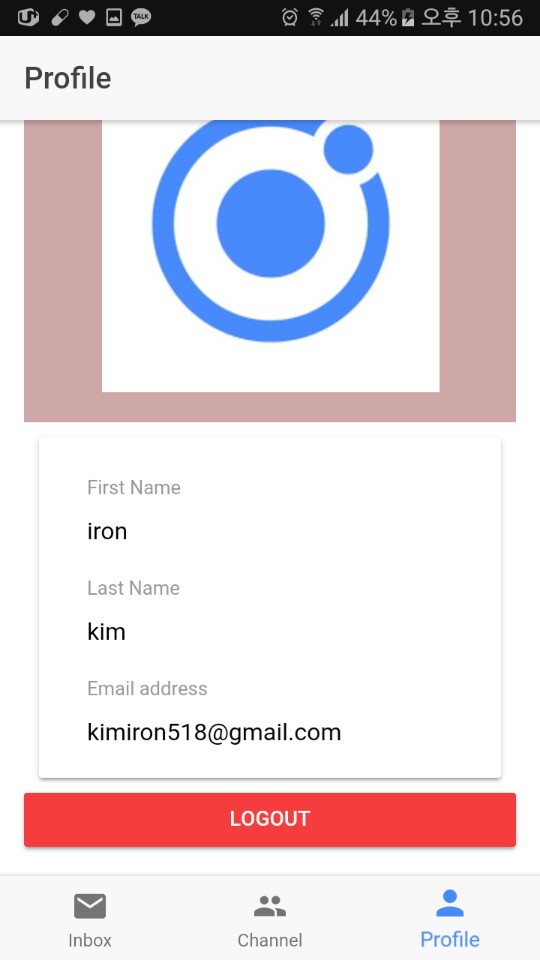 TALK 44% 오후 10:56
Profile
First Name
iron
Last Name
kim
Email address
kimiron518@gmail.com
LOGOUT
Inbox Channel Profile